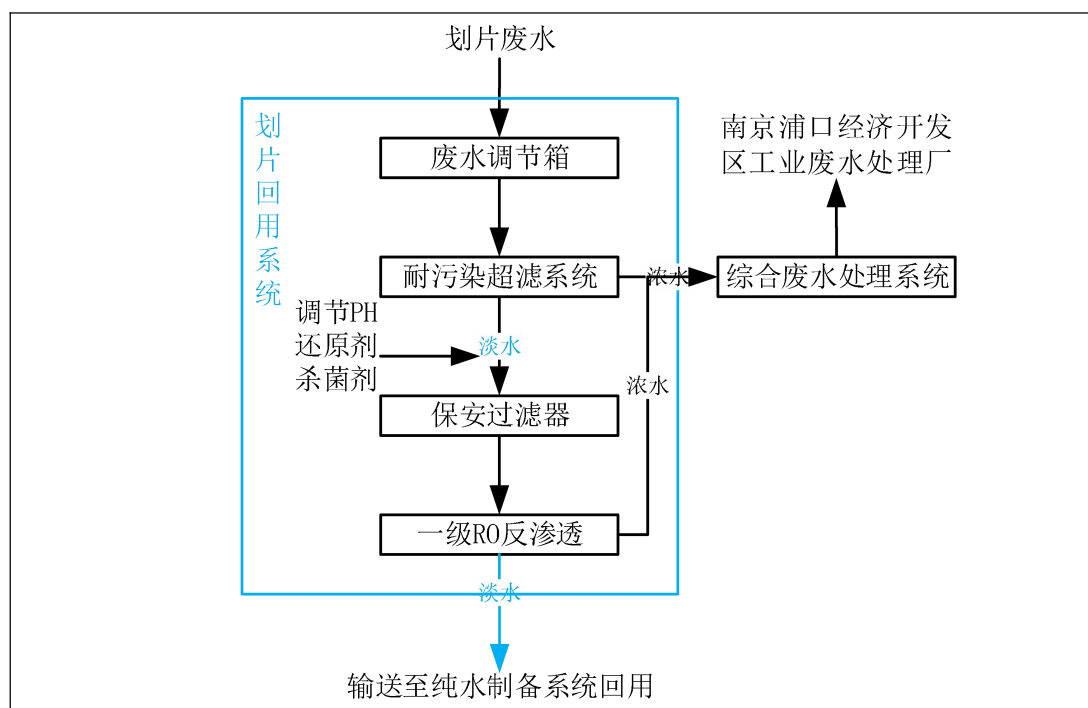 划片废水
划片回用系统
废水调节箱
南京浦口经济开发
区工业废水处理厂
耐污染超滤系统
浓水
综合废水处理系统
调节PH
还原剂
杀菌剂
淡水
浓水
保安过滤器
一级RO反渗透
淡水
输送至纯水制备系统回用